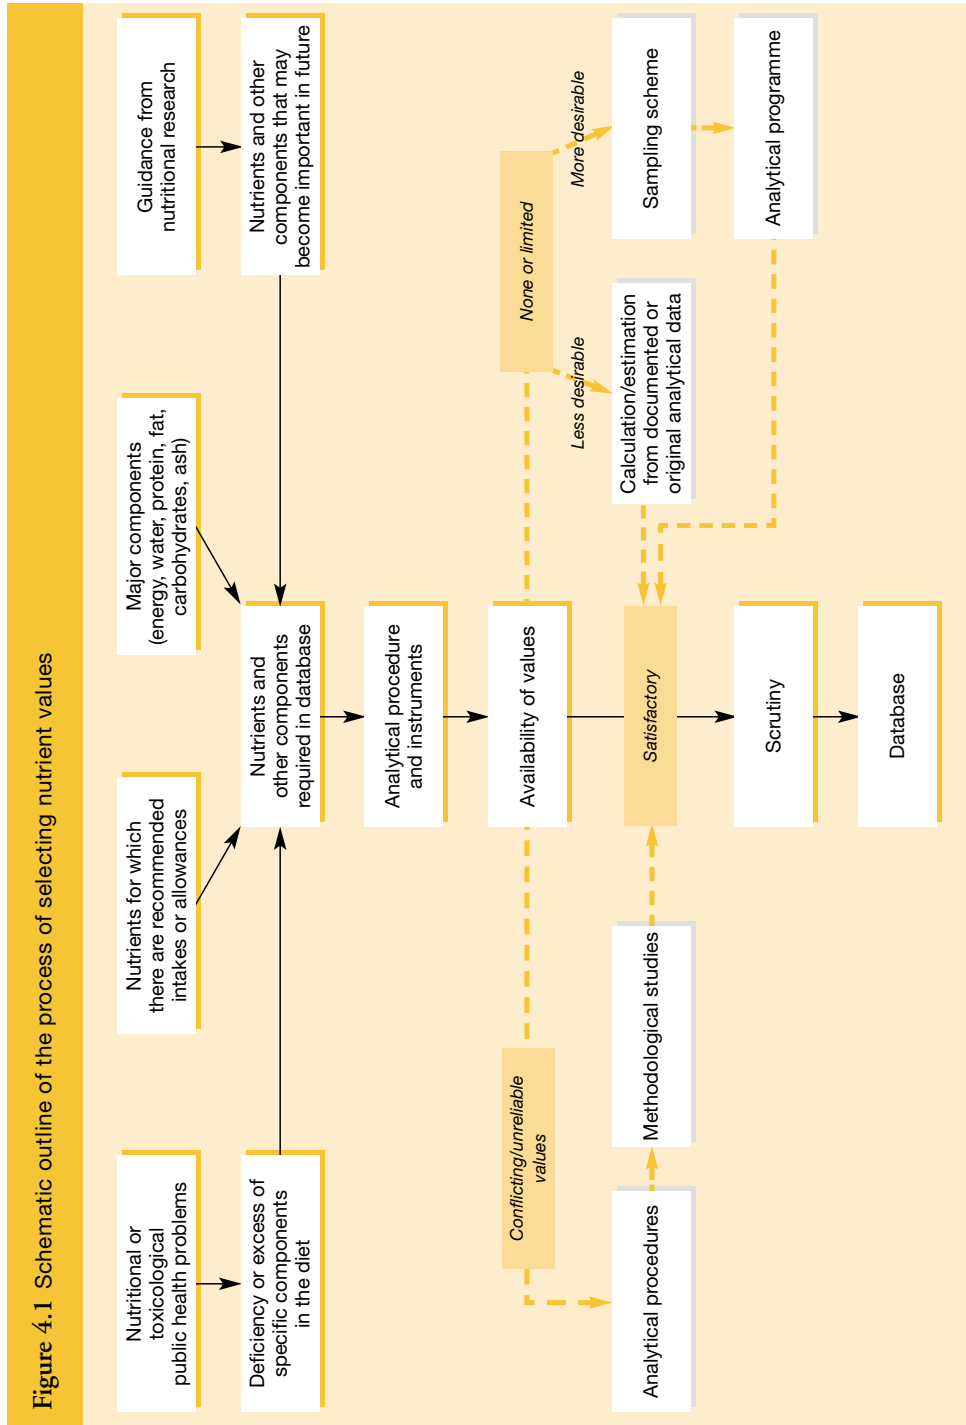 Figure 4.1 Schematic outline of the process of selecting nutrient values
Nutritional or
toxicological
public health problems
Nutrients for which
there are recommended
intakes or allowances
Major components
(energy, water, protein, fat,
carbohydrates, ash)
Guidance from
nutritional research
Deficiency or excess of
specific components
in the diet
Nutrients and
other components
required in database
Nutrients and other
components that may
become important in future
Analytical procedure
and instruments
Conflicting/unreliable
values
Availability of values
None or limited
Less desirable
More desirable
Analytical procedures
Methodological studies
Satisfactory
Calculation/estimation
from documented or
original analytical data
Sampling scheme
Scrutiny
Analytical programme
Database